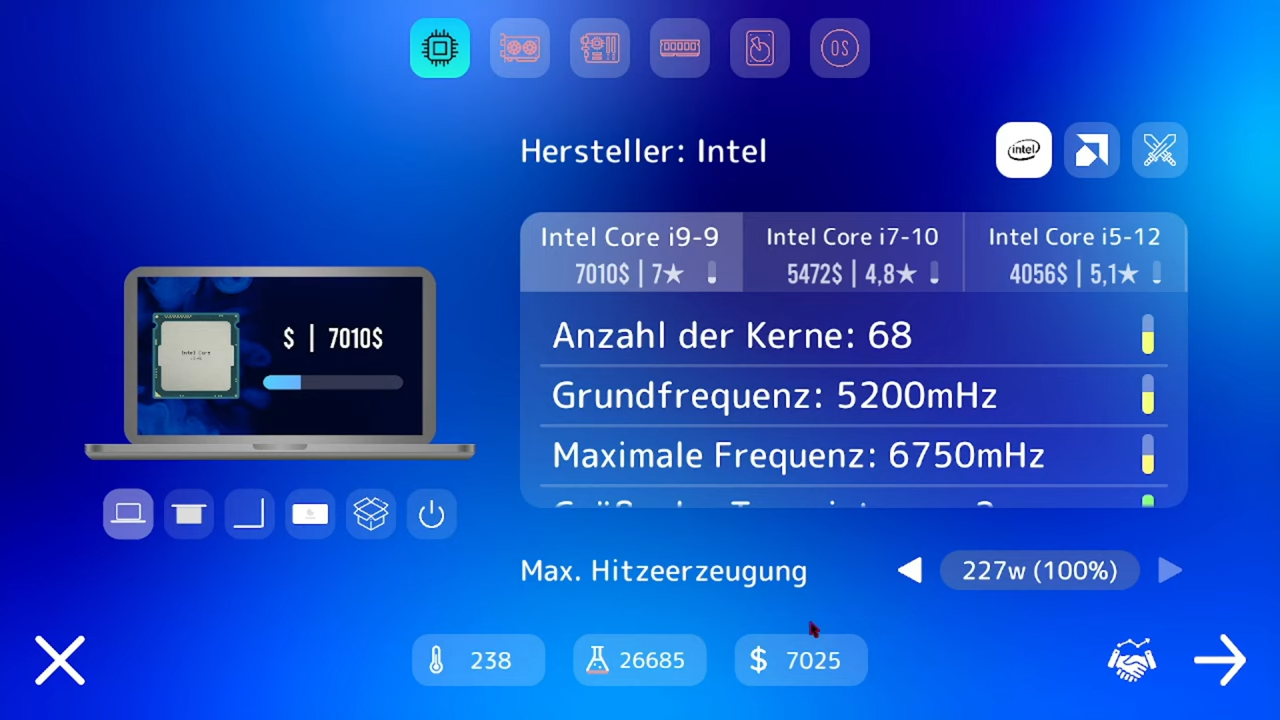 OS
Hersteller: Intel
intel
Intel Core i9-9
7010$ | 7★
Intel Core i7-10
5472$ | 4,8★
Intel Core i5-12
4056$ | 5,1★
Anzahl der Kerne: 68
Grundfrequenz: 5200mHz
Maximale Frequenz: 6750mHz
$ | 7010$
Intel Core
Max. Hitzeerzeugung
227w (100%)
238
26685
$ 7025